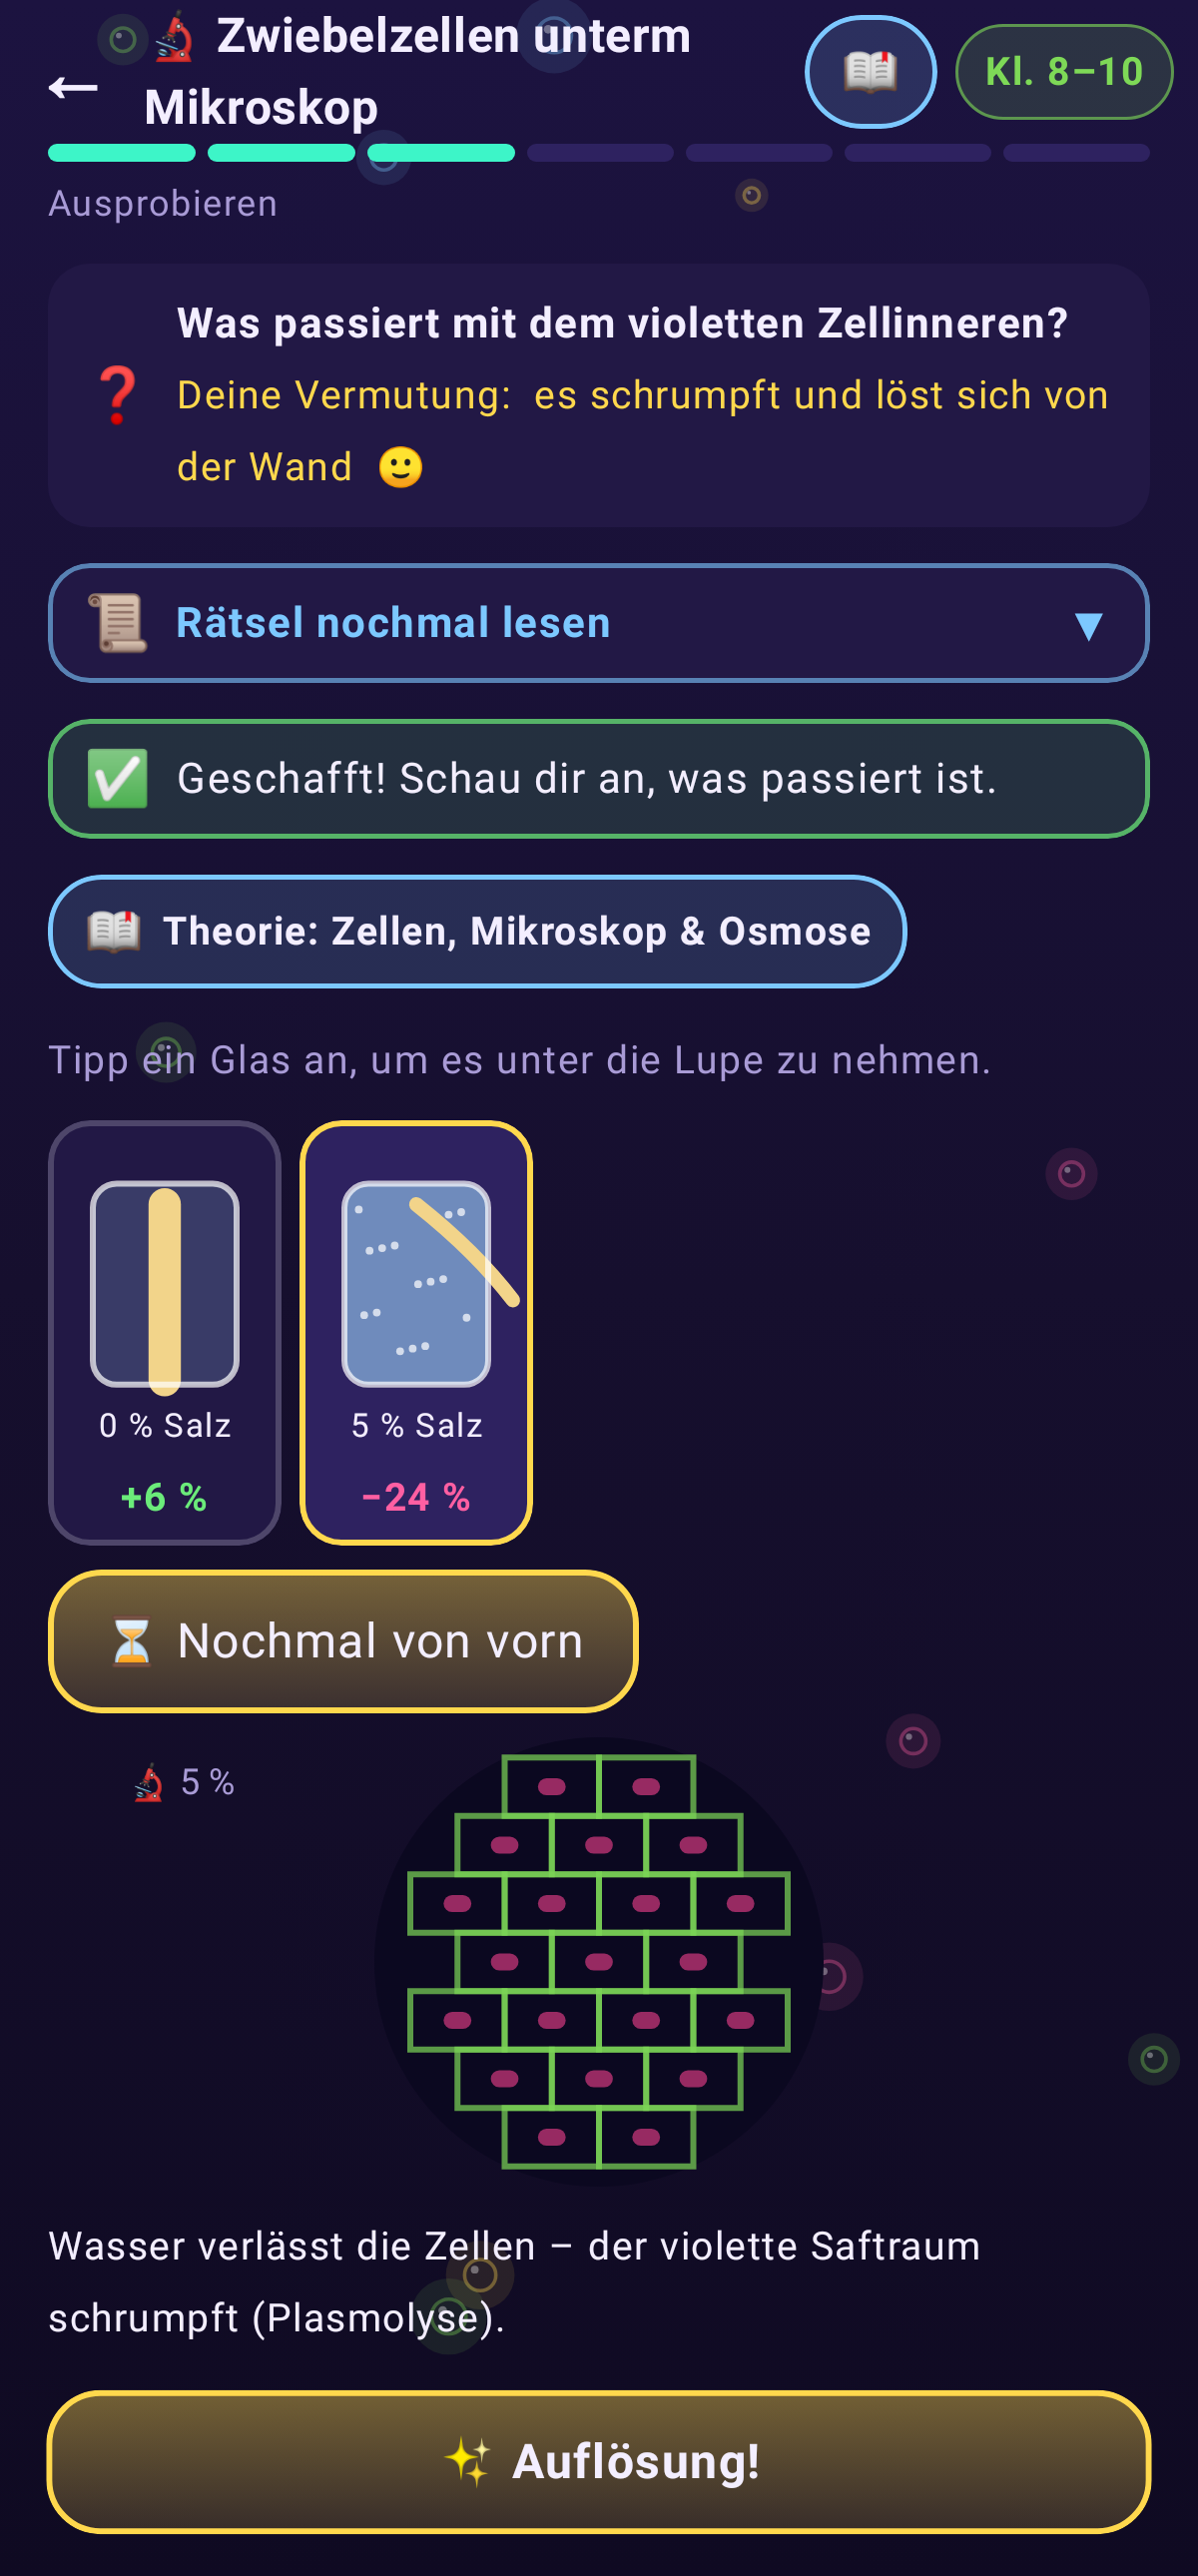 🔬 Zwiebelzellen unterm
← Mikroskop
📖
Kl. 8–10
Ausprobieren
Was passiert mit dem violetten Zellinneren?
❓ Deine Vermutung: es schrumpft und löst sich von
der Wand 🙂
📜 Rätsel nochmal lesen ▼
✅ Geschafft! Schau dir an, was passiert ist.
📖 Theorie: Zellen, Mikroskop & Osmose
Tipp ein Glas an, um es unter die Lupe zu nehmen.
0 % Salz
+6 %
5 % Salz
−24 %
⏳ Nochmal von vorn
🔬 5 %
Wasser verlässt die Zellen – der violette Saftraum
schrumpft (Plasmolyse).
✨ Auflösung!